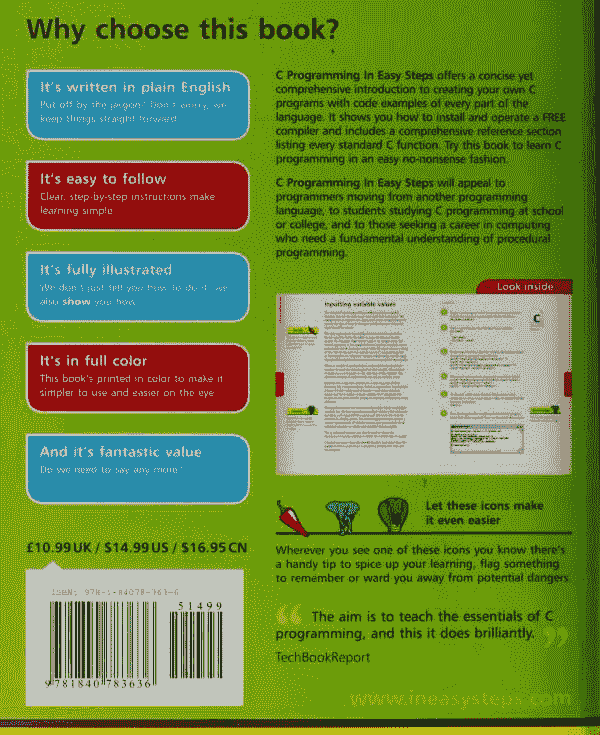 Why choose this book?
It's written in plain English
Put off by the jargon? Don't worry, we
keep things straight forward
It's easy to follow
Clear, step-by-step instructions make
learning simple
It's fully illustrated
We don't just tell you how to do it, we
also show you how
It's in full color
This book's printed in color to make it
simpler to use and easier on the eye
And it's fantastic value
Do we need to say any more?
£10.99UK / $14.99US / $16.95CN
ISBN: 978-1-84078-363-6
51499
9781840783636
C Programming In Easy Steps offers a concise yet
comprehensive introduction to creating your own C
programs with code examples of every part of the
language. It shows you how to install and operate a FREE
compiler and includes a comprehensive reference section
listing every standard C function. Try this book to learn C
programming in an easy no-nonsense fashion.
C Programming In Easy Steps will appeal to
programmers moving from another programming
language, to students studying C programming at school
or college, and to those seeking a career in computing
who need a fundamental understanding of procedural
programming.
Look inside
Inputting variable values
C
Let these icons make
it even easier
Wherever you see one of these icons you know there's
a handy tip to spice up your learning, flag something
to remember or ward you away from potential dangers
“ The aim is to teach the essentials of C
programming, and this it does brilliantly. ”
TechBookReport
www.ineasysteps.com